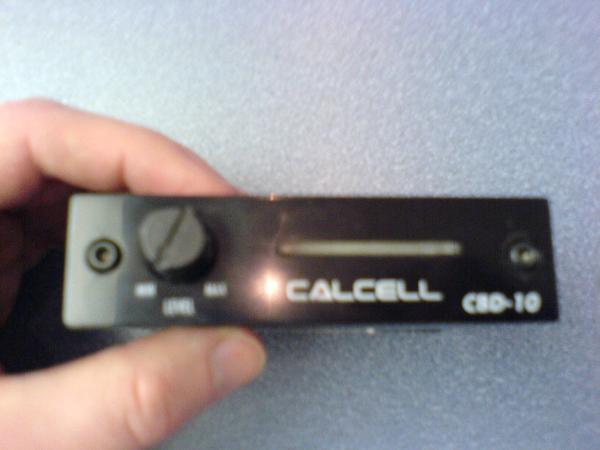 MIN MAX
LEVEL
CALCELL
CBD-10